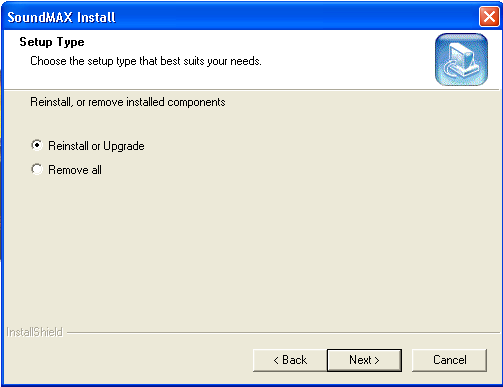 SoundMAX Install
Setup Type
Choose the setup type that best suits your needs.
Reinstall, or remove installed components
Reinstall or Upgrade
Remove all
InstallShield
< Back
Next >
Cancel